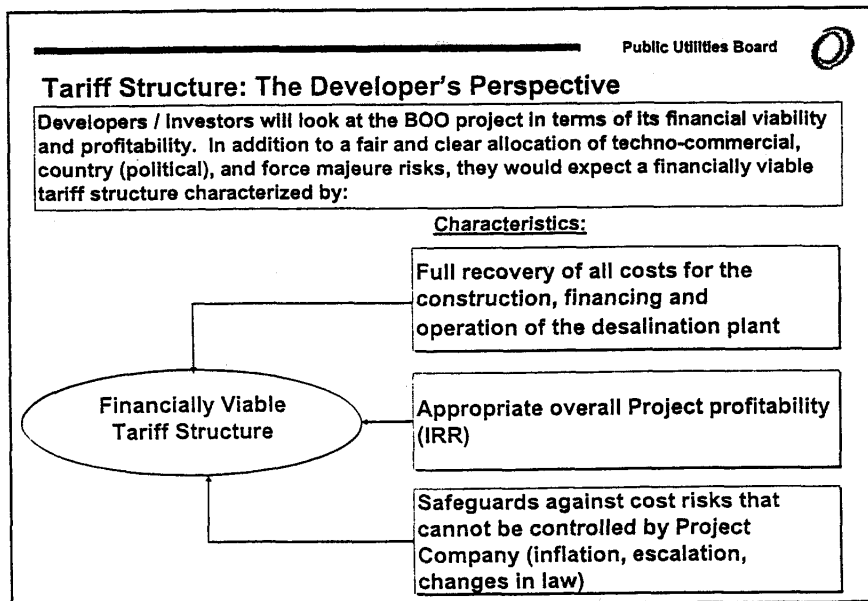 Public Utilities Board
Tariff Structure: The Developer's Perspective
Developers / Investors will look at the BOO project in terms of its financial viability
and profitability. In addition to a fair and clear allocation of techno-commercial,
country (political), and force majeure risks, they would expect a financially viable
tariff structure characterized by:
Characteristics:
Full recovery of all costs for the
construction, financing and
operation of the desalination plant
Financially Viable
Tariff Structure
Appropriate overall Project profitability
(IRR)
Safeguards against cost risks that
cannot be controlled by Project
Company (inflation, escalation,
changes in law)